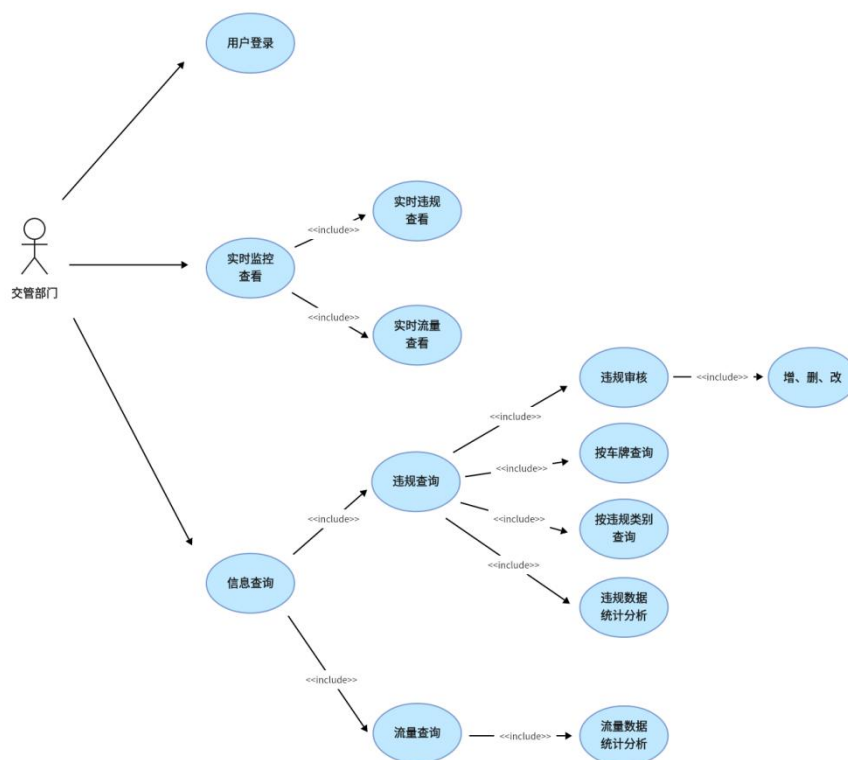 用户登录
实时违规
查看
<<include>>
实时监控
查看
交管部门
<<include>>
实时流量
查看
违规审核
<<include>>
增、删、改
<<include>>
按车牌查询
<<include>>
违规查询
<<include>>
<<include>>
按违规类别
查询
<<include>>
信息查询
违规数据
统计分析
<<include>>
流量查询
<<include>>
流量数据
统计分析